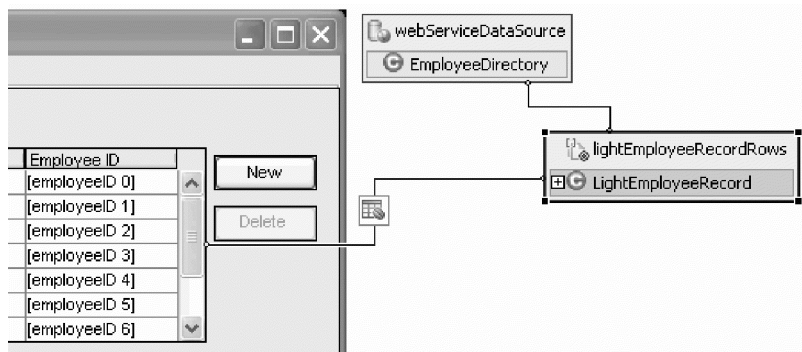 webServiceDataSource
EmployeeDirectory
lightEmployeeRecordRows
LightEmployeeRecord
Employee ID
[employeeID 0]
[employeeID 1]
[employeeID 2]
[employeeID 3]
[employeeID 4]
[employeeID 5]
[employeeID 6]
New
Delete